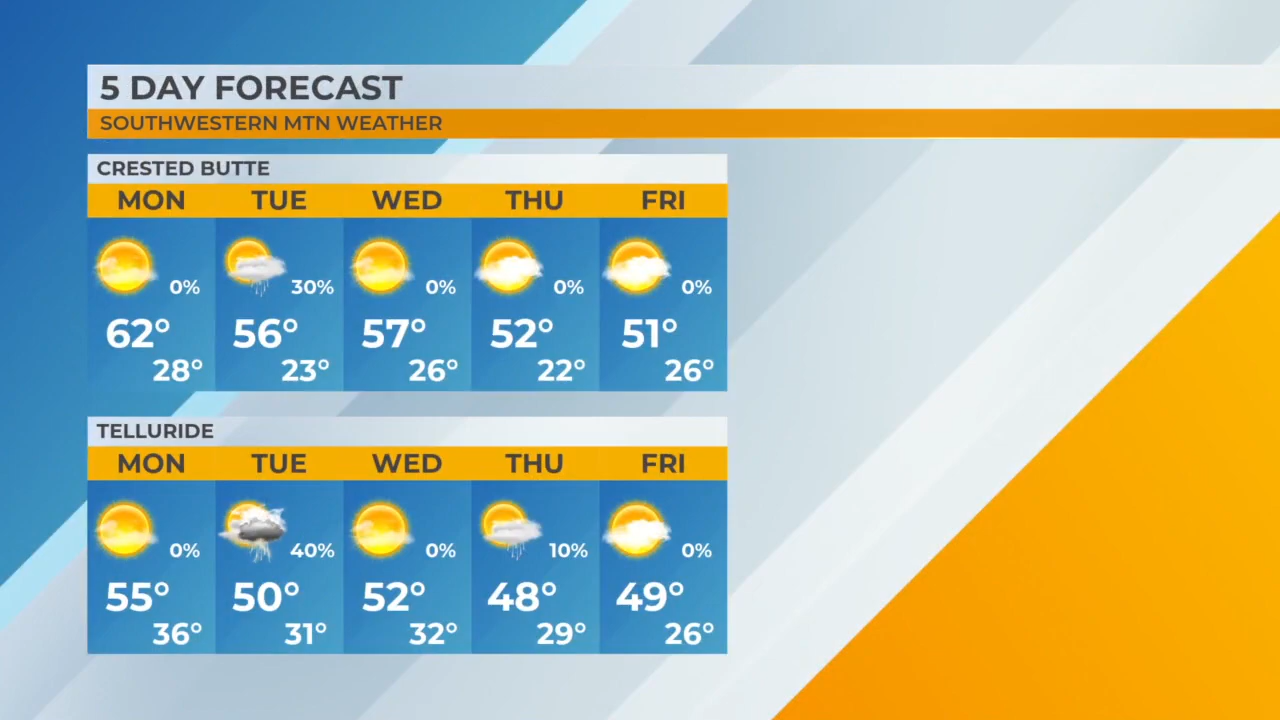 5 DAY FORECAST
SOUTHWESTERN MTN WEATHER
CRESTED BUTTE
MON TUE WED THU FRI
0% 30% 0% 0% 0%
62° 56° 57° 52° 51°
28° 23° 26° 22° 26°
TELLURIDE
MON TUE WED THU FRI
0% 40% 0% 10% 0%
55° 50° 52° 48° 49°
36° 31° 32° 29° 26°